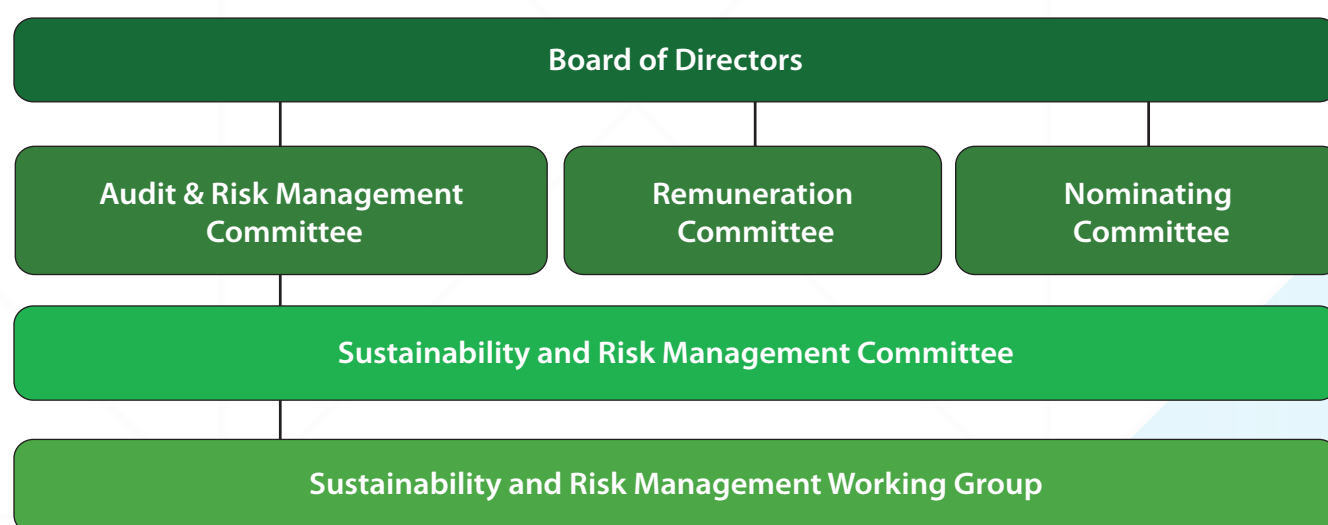 Board of Directors
Audit & Risk Management
Committee
Remuneration
Committee
Nominating
Committee
Sustainability and Risk Management Committee
Sustainability and Risk Management Working Group